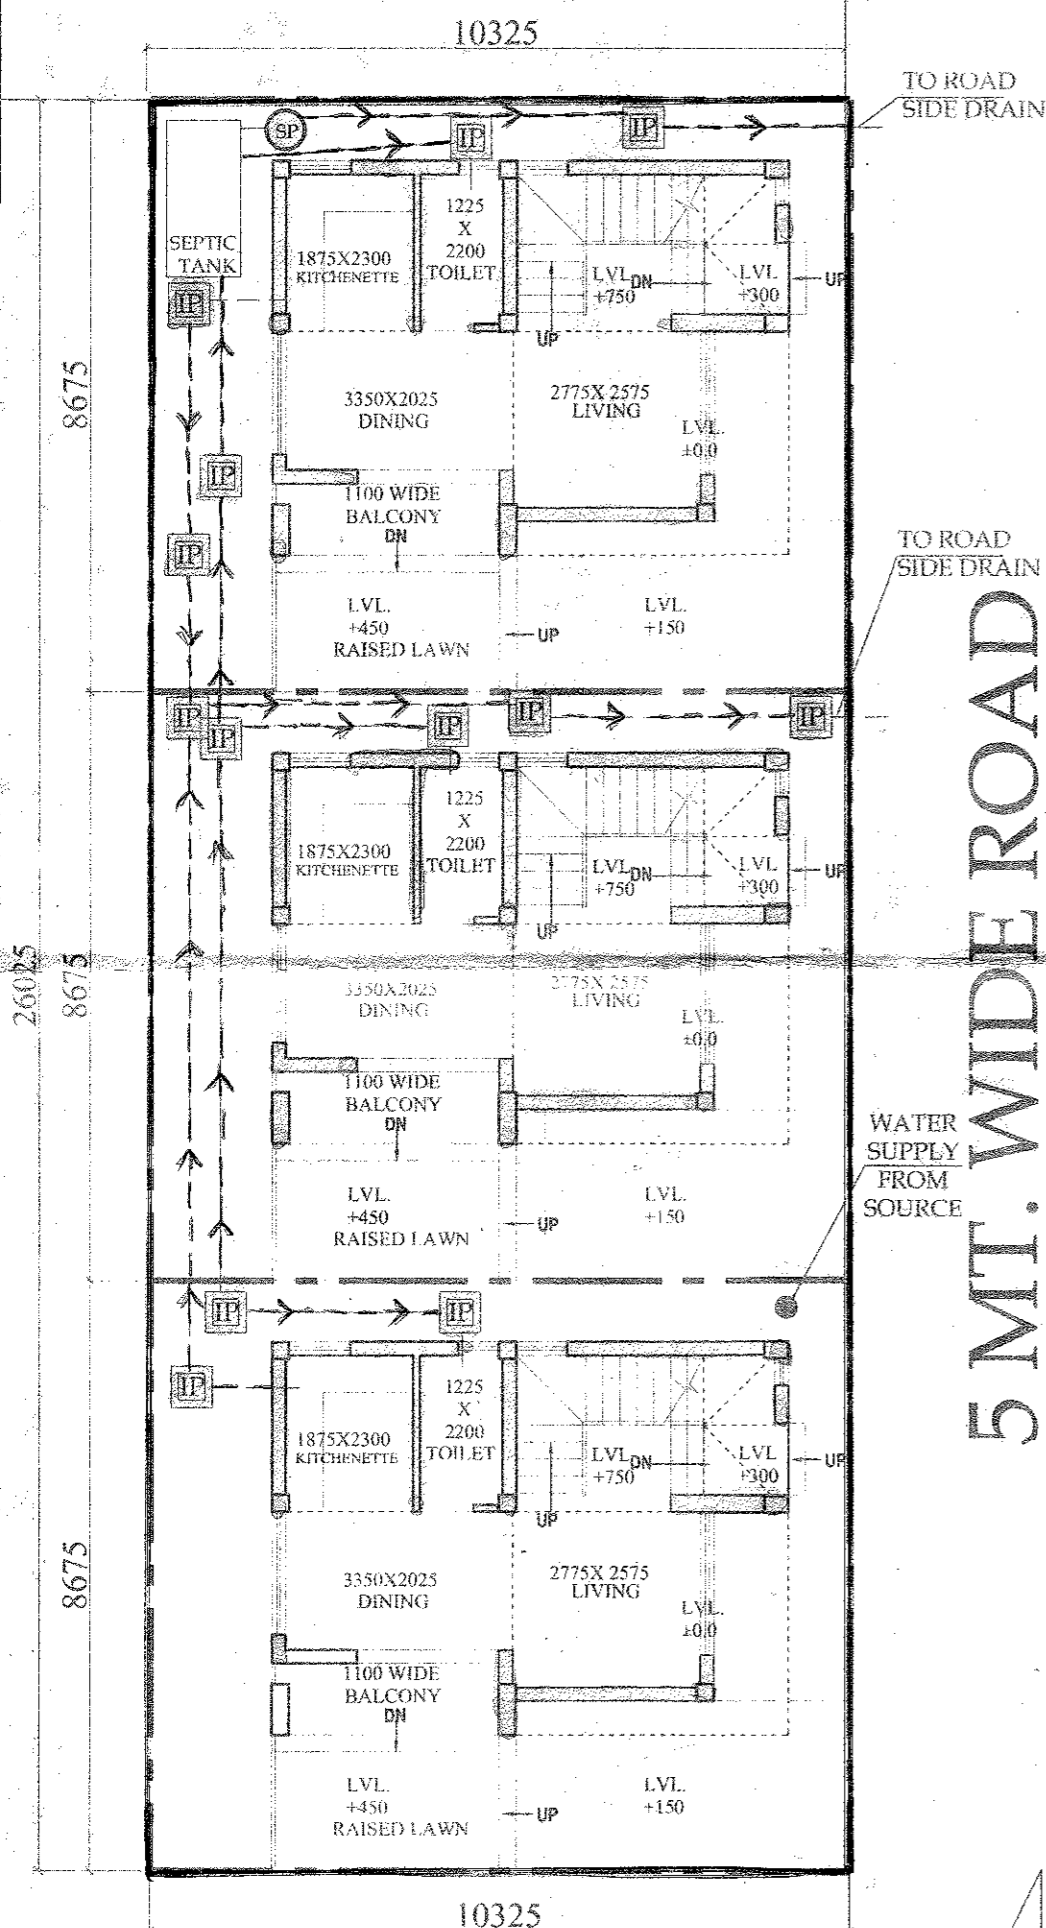 10325
TO ROAD
SIDE DRAIN
SP
IP
IP
SEPTIC
TANK
1875X2300
KITCHENETTE
1225
X
2200
TOILET
LVL
+750
DN
LVL
+300
UP
IP
UP
8675
3350X2025
DINING
2775X 2575
LIVING
LVL.
±0.0
IP
1100 WIDE
BALCONY
DN
IP
TO ROAD
SIDE DRAIN
LVL.
+450
RAISED LAWN
UP
LVL.
+150
IP
IP
IP
IP
IP
1875X2300
KITCHENETTE
1225
X
2200
TOILET
LVL
+750
DN
LVL
+300
UP
UP
26025
8675
3350X2025
DINING
2775X 2575
LIVING
LVL.
±0.0
1100 WIDE
BALCONY
DN
5 MT. WIDE ROAD
WATER
SUPPLY
FROM
SOURCE
LVL.
+450
RAISED LAWN
UP
LVL.
+150
IP
IP
IP
1875X2300
KITCHENETTE
1225
X
2200
TOILET
LVL
+750
DN
LVL
+300
UP
UP
8675
3350X2025
DINING
2775X 2575
LIVING
LVL.
±0.0
1100 WIDE
BALCONY
DN
LVL.
+450
RAISED LAWN
UP
LVL.
+150
10325